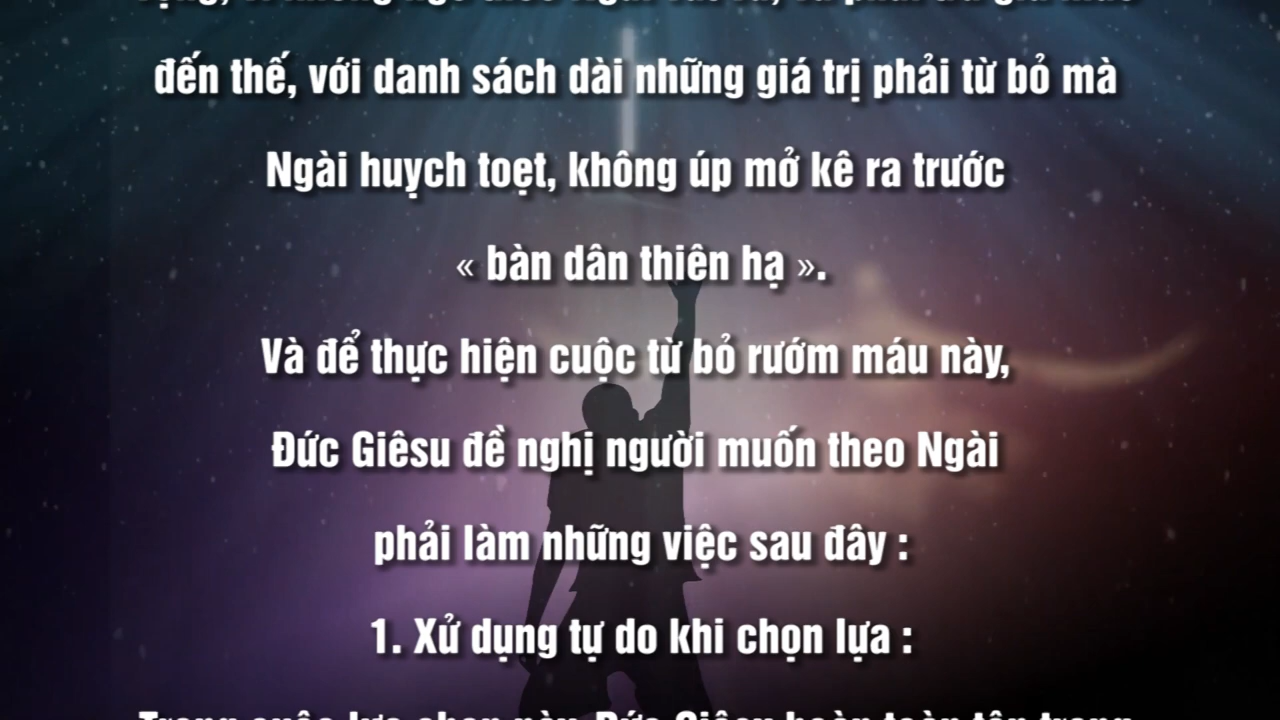 đến thế, với danh sách dài những giá trị phải từ bỏ mà
Ngài huỵch toẹt, không úp mở kê ra trước
« bàn dân thiên hạ ».
Và để thực hiện cuộc từ bỏ rướm máu này,
Đức Giêsu đề nghị người muốn theo Ngài
phải làm những việc sau đây :
1. Xử dụng tự do khi chọn lựa :